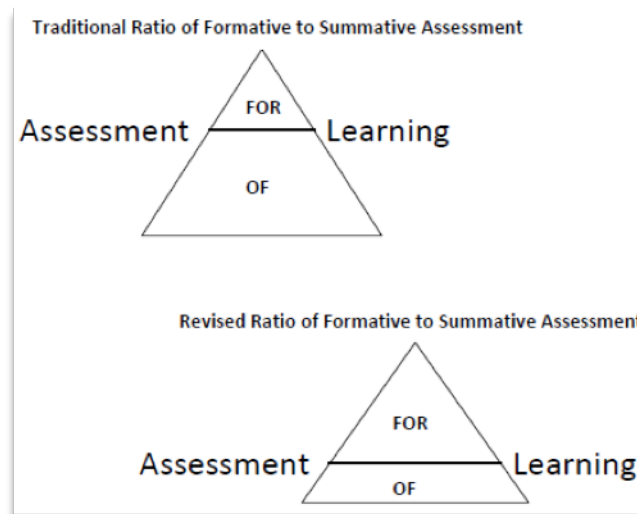 Traditional Ratio of Formative to Summative Assessment
FOR
Assessment Learning
OF
Revised Ratio of Formative to Summative Assessment
FOR
Assessment Learning
OF